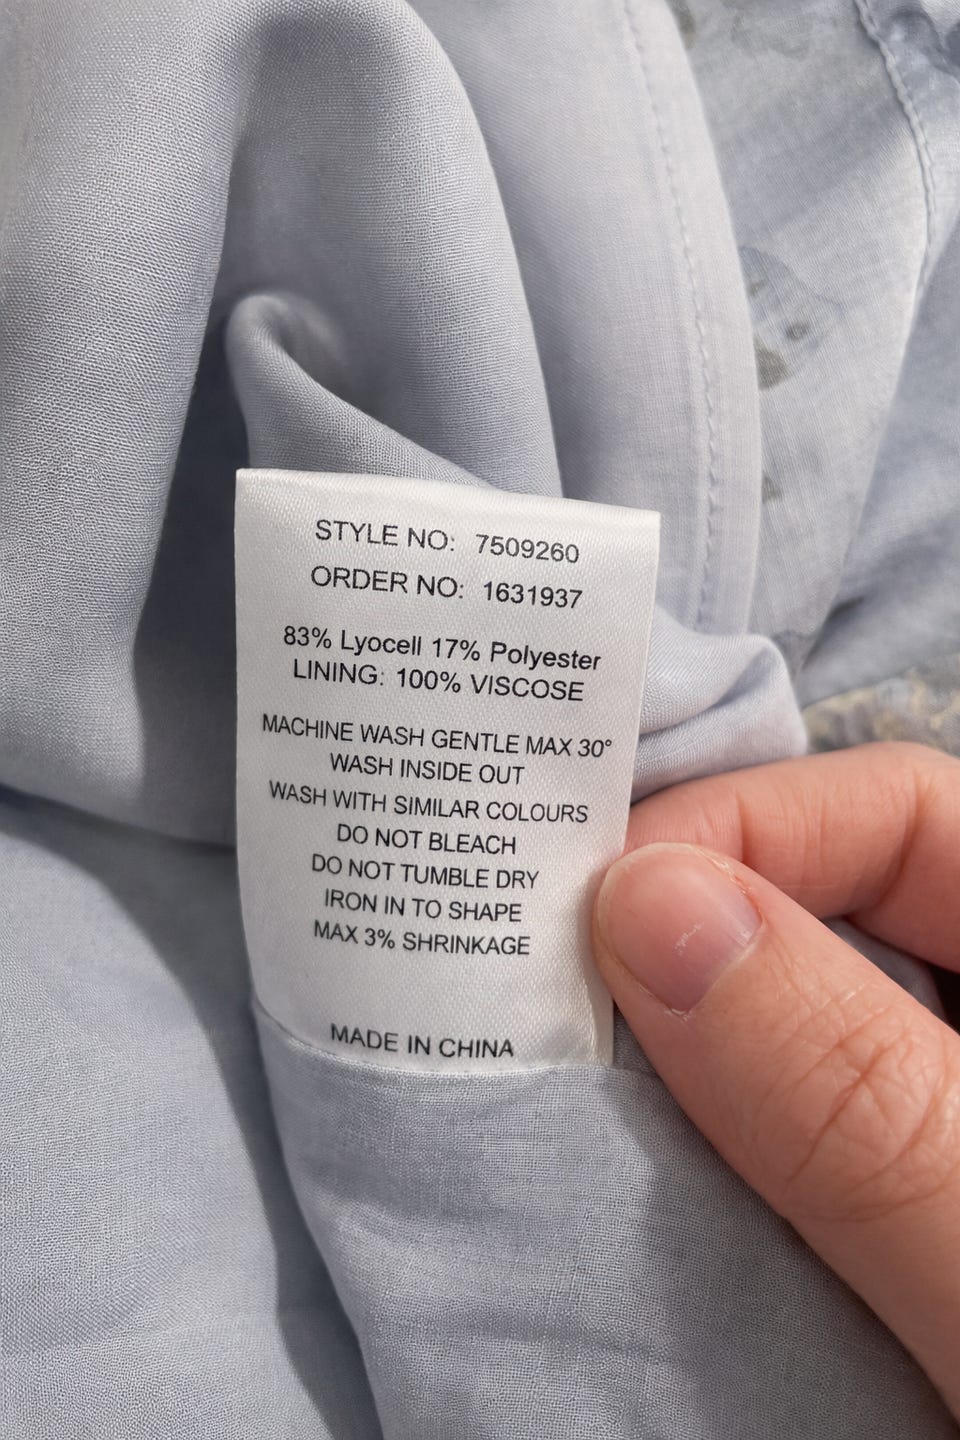 STYLE NO: 7509260
ORDER NO: 1631937
83% Lyocell 17% Polyester
LINING: 100% VISCOSE
MACHINE WASH GENTLE MAX 30°
WASH INSIDE OUT
WASH WITH SIMILAR COLOURS
DO NOT BLEACH
DO NOT TUMBLE DRY
IRON IN TO SHAPE
MAX 3% SHRINKAGE
MADE IN CHINA